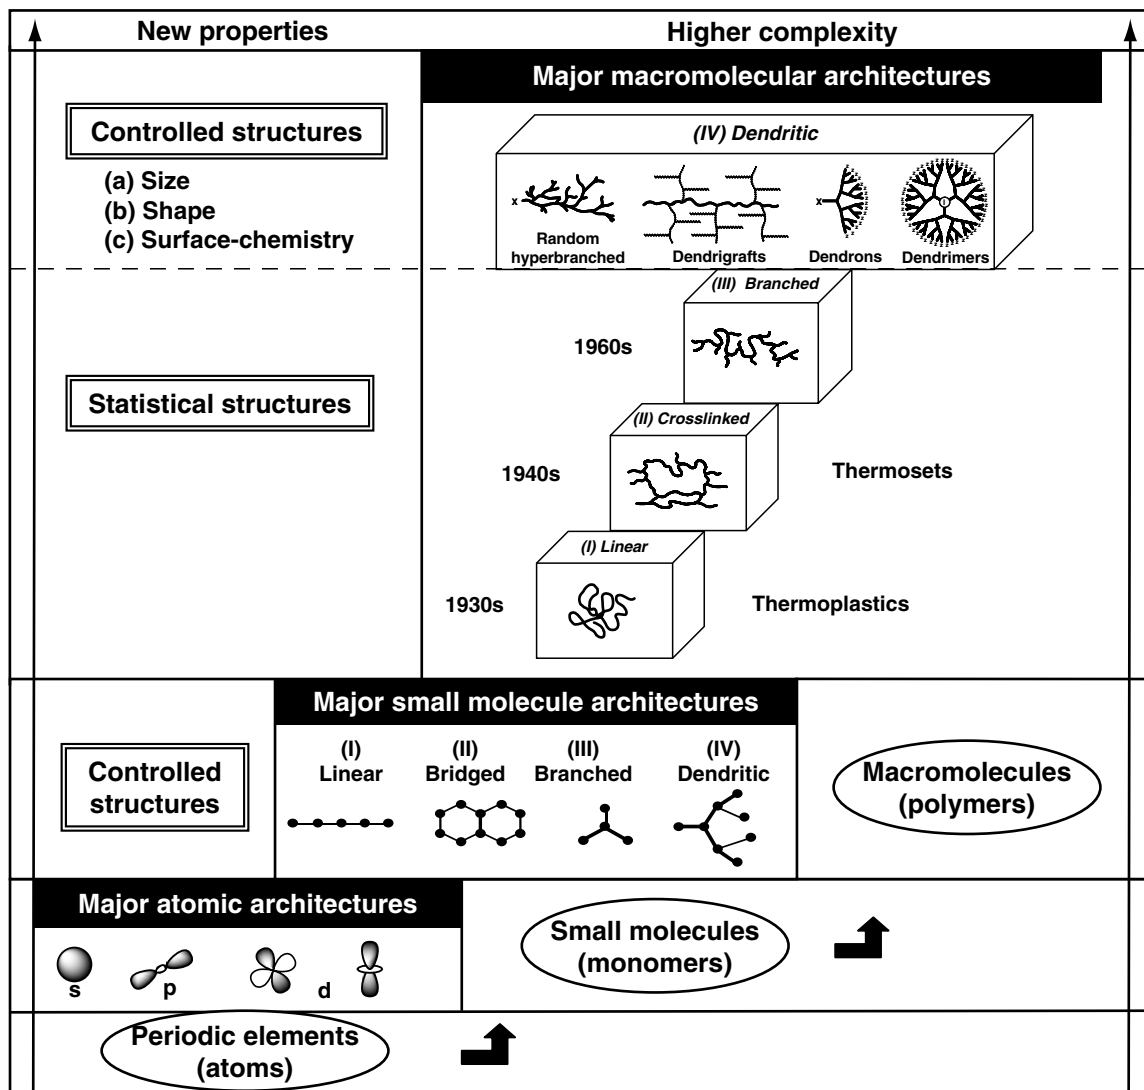 New properties
Higher complexity
Major macromolecular architectures
Controlled structures
(a) Size
(b) Shape
(c) Surface-chemistry
(IV) Dendritic
x
Random
hyperbranched
Dendrigrafts
x
Dendrons
I
Dendrimers
(III) Branched
1960s
Statistical structures
(II) Crosslinked
1940s
Thermosets
(I) Linear
1930s
Thermoplastics
Major small molecule architectures
Controlled
structures
(I)
Linear
(II)
Bridged
(III)
Branched
(IV)
Dendritic
Macromolecules
(polymers)
Major atomic architectures
s
p
d
Small molecules
(monomers)
Periodic elements
(atoms)